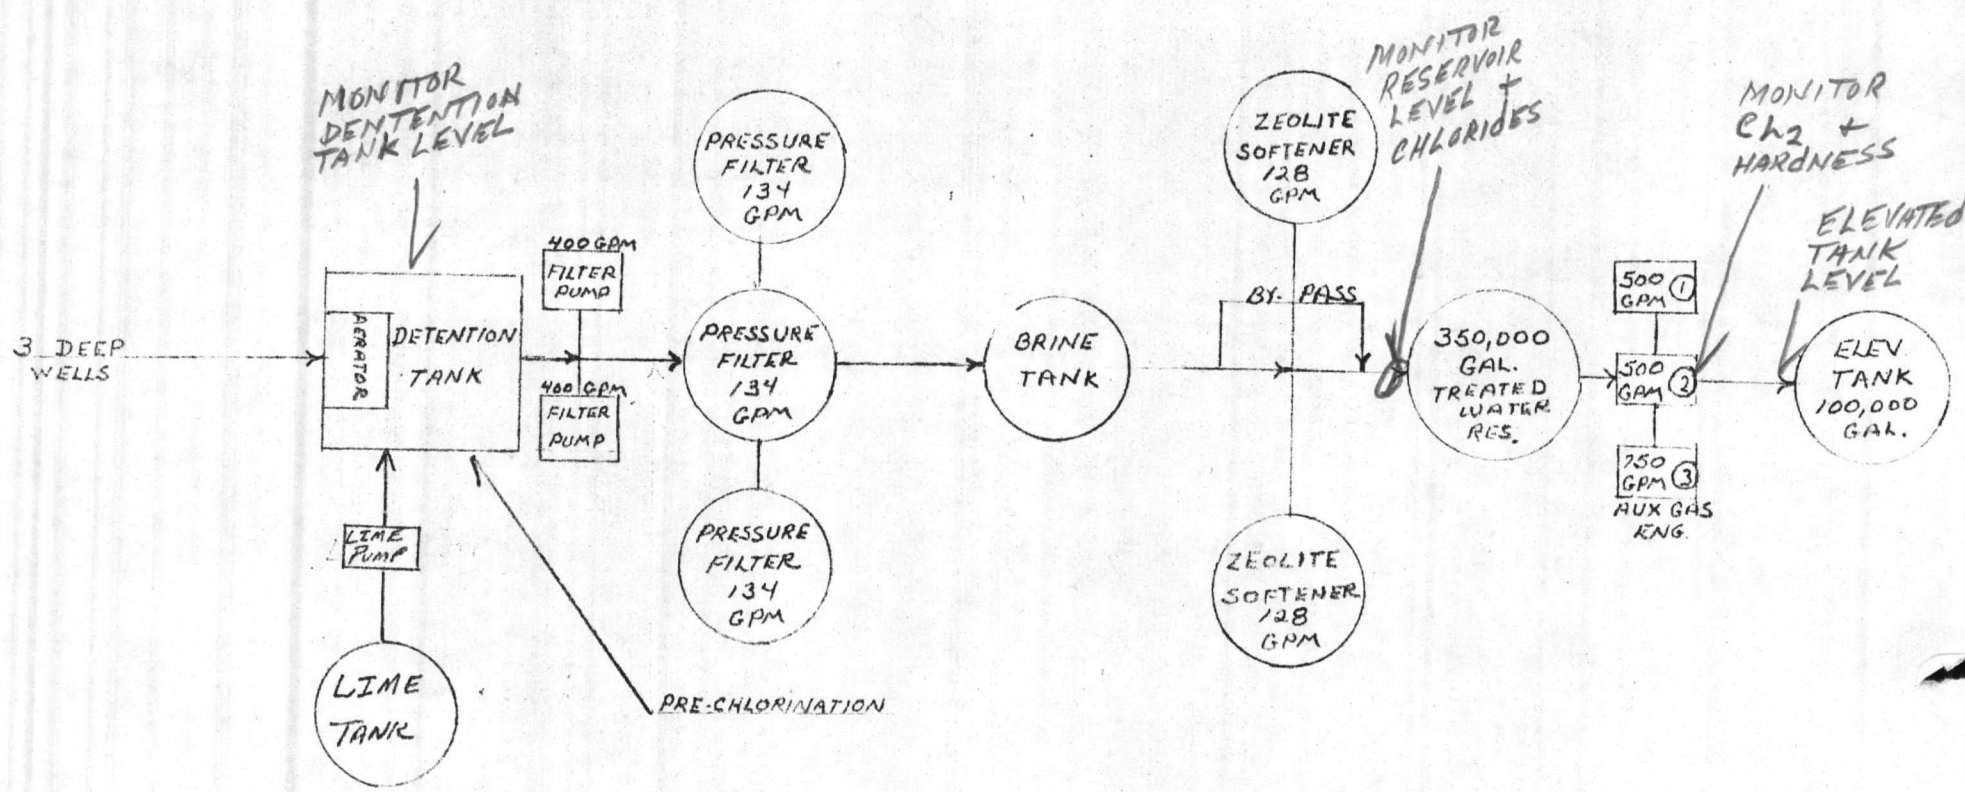 MONITOR
DENTENTION
TANK LEVEL
3 DEEP
WELLS
AERATOR
DETENTION
TANK
LIME
PUMP
LIME
TANK
PRE-CHLORINATION
400 GPM
FILTER
PUMP
400 GPM
FILTER
PUMP
PRESSURE
FILTER
134
GPM
PRESSURE
FILTER
134
GPM
PRESSURE
FILTER
134
GPM
BRINE
TANK
ZEOLITE
SOFTENER
128
GPM
BY-PASS
ZEOLITE
SOFTENER
128
GPM
MONITOR
RESERVOIR
LEVEL +
CHLORIDES
350,000
GAL.
TREATED
WATER
RES.
500
GPM 1
500
GPM 2
750
GPM 3
AUX GAS
ENG.
MONITOR
CL2 +
HARDNESS
ELEVATED
TANK
LEVEL
ELEV.
TANK
100,000
GAL.